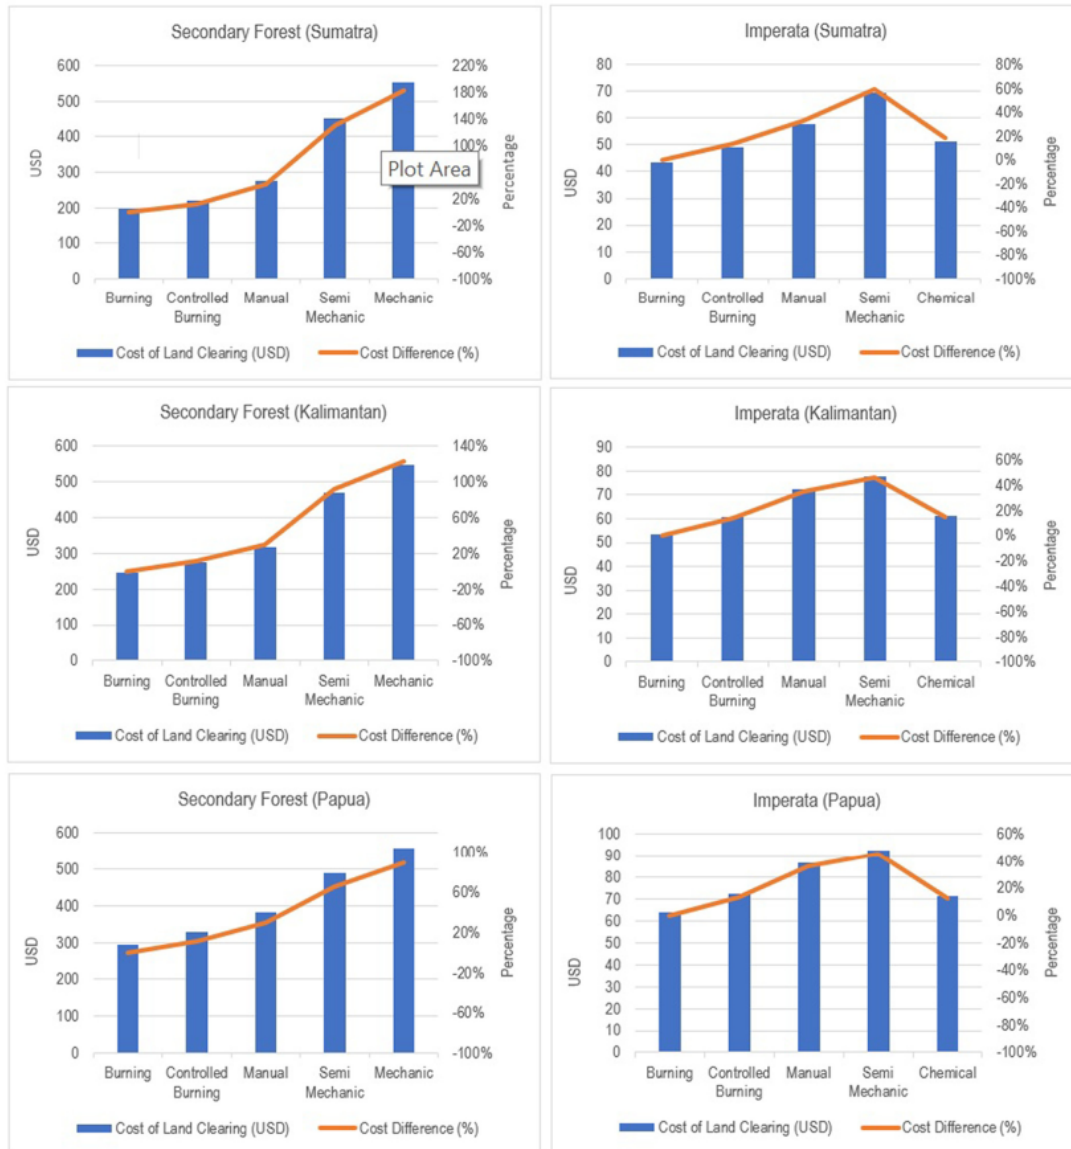 Secondary Forest (Sumatra)
600
500
400
300
200
100
0
USD
220%
180%
140%
100%
20%
-20%
-60%
-100%
Percentage
Plot Area
Burning Controlled Manual Semi Mechanic
Burning Mechanic
Cost of Land Clearing (USD) Cost Difference (%)
Imperata (Sumatra)
80
70
60
50
40
30
20
10
0
USD
80%
60%
40%
20%
0%
-20%
-40%
-60%
-80%
-100%
Percentage
Burning Controlled Manual Semi Chemical
Burning Mechanic
Cost of Land Clearing (USD) Cost Difference (%)
Secondary Forest (Kalimantan)
600
500
400
300
200
100
0
USD
140%
100%
60%
20%
-20%
-60%
-100%
Percentage
Burning Controlled Manual Semi Mechanic
Burning Mechanic
Cost of Land Clearing (USD) Cost Difference (%)
Imperata (Kalimantan)
90
80
70
60
50
40
30
20
10
0
USD
60%
40%
20%
0%
-20%
-40%
-60%
-80%
-100%
Percentage
Burning Controlled Manual Semi Chemical
Burning Mechanic
Cost of Land Clearing (USD) Cost Difference (%)
Secondary Forest (Papua)
600
500
400
300
200
100
0
USD
100%
60%
20%
-20%
-60%
-100%
Percentage
Burning Controlled Manual Semi Mechanic
Burning Mechanic
Cost of Land Clearing (USD) Cost Difference (%)
Imperata (Papua)
100
90
80
70
60
50
40
30
20
10
0
USD
60%
40%
20%
0%
-20%
-40%
-60%
-80%
-100%
Percentage
Burning Controlled Manual Semi Chemical
Burning Mechanic
Cost of Land Clearing (USD) Cost Difference (%)